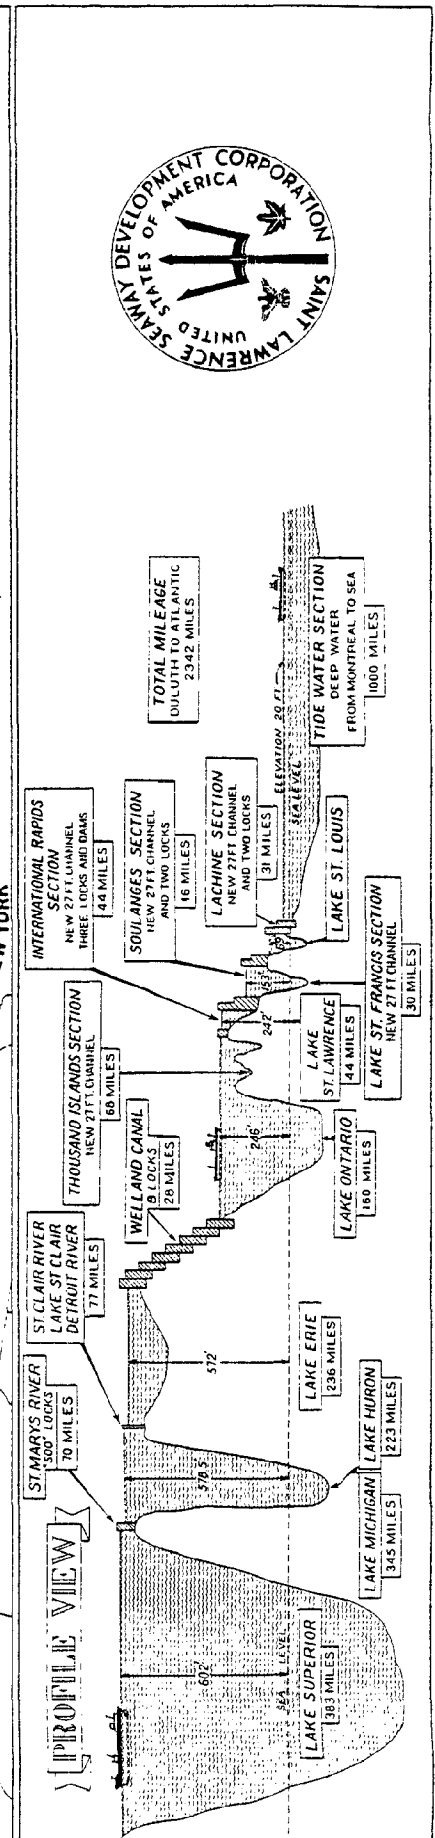 PROFILE VIEW
ST. MARYS RIVER
"SOO" LOCKS
70 MILES
ST. CLAIR RIVER
LAKE ST CLAIR
DETROIT RIVER
77 MILES
WELLAND CANAL
8 LOCKS
28 MILES
THOUSAND ISLANDS SECTION
NEW 27 FT. CHANNEL
68 MILES
INTERNATIONAL RAPIDS
SECTION
NEW 27 FT. CHANNEL
THREE LOCKS AND DAMS
44 MILES
SOULANGES SECTION
NEW 27 FT. CHANNEL
AND TWO LOCKS
16 MILES
LACHINE SECTION
NEW 27 FT CHANNEL
AND TWO LOCKS
31 MILES
TOTAL MILEAGE
DULUTH TO ATLANTIC
2342 MILES
602'
578.5'
572'
246'
242'
153'
69'
ELEVATION 20 FT
SEA LEVEL
SEA LEVEL
LAKE SUPERIOR
383 MILES
LAKE MICHIGAN
345 MILES
LAKE HURON
223 MILES
LAKE ERIE
236 MILES
LAKE ONTARIO
160 MILES
LAKE
ST. LAWRENCE
44 MILES
LAKE ST. FRANCIS SECTION
NEW 27 FT CHANNEL
30 MILES
LAKE ST. LOUIS
TIDE WATER SECTION
DEEP WATER
FROM MONTREAL TO SEA
1000 MILES
SAINT LAWRENCE SEAWAY DEVELOPMENT CORPORATION
UNITED STATES OF AMERICA
YORK